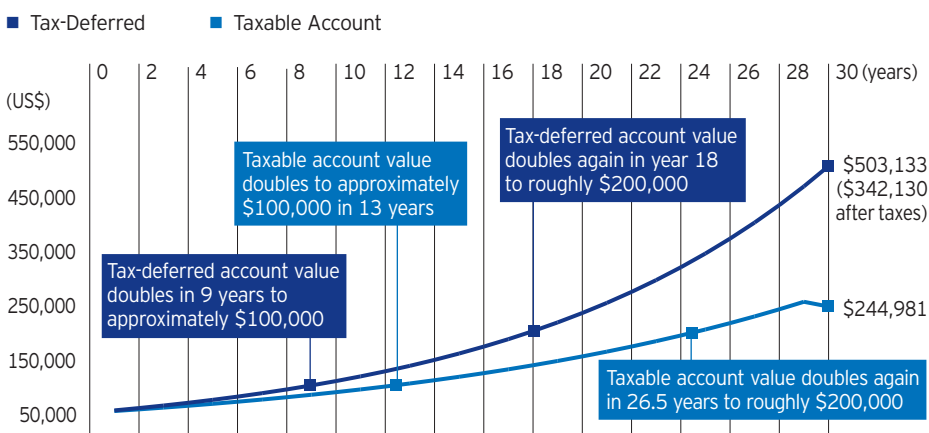 Tax-Deferred Taxable Account
0 2 4 6 8 10 12 14 16 18 20 22 24 26 28 30 (years)
(US$)
550,000
450,000
350,000
250,000
150,000
50,000
Taxable account value
doubles to approximately
$100,000 in 13 years
Tax-deferred account value
doubles again in year 18
to roughly $200,000
$503,133
($342,130
after taxes)
Tax-deferred account value
doubles in 9 years to
approximately $100,000
$244,981
Taxable account value doubles again
in 26.5 years to roughly $200,000